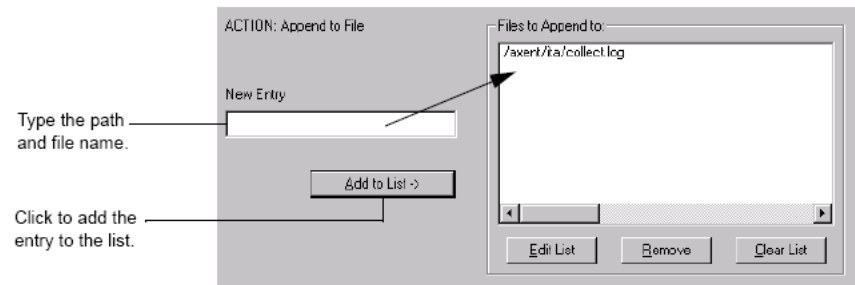 ACTION: Append to File
Files to Append to:
/axent/ita/collect.log
New Entry
Type the path
and file name.
Add to List ->
Click to add the
entry to the list.
Edit List
Remove
Clear List